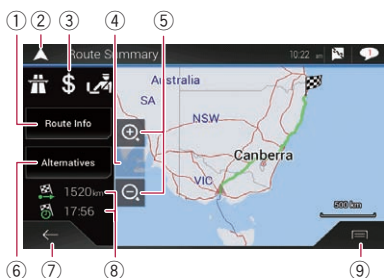 ① ② ③ ④ ⑤
Route Summary 10:22
$
Australia
SA
Route Info
NSW
Canberra
Alternatives
VIC
1520km
500 km
17:56
⑥ ⑦ ⑧ ⑨